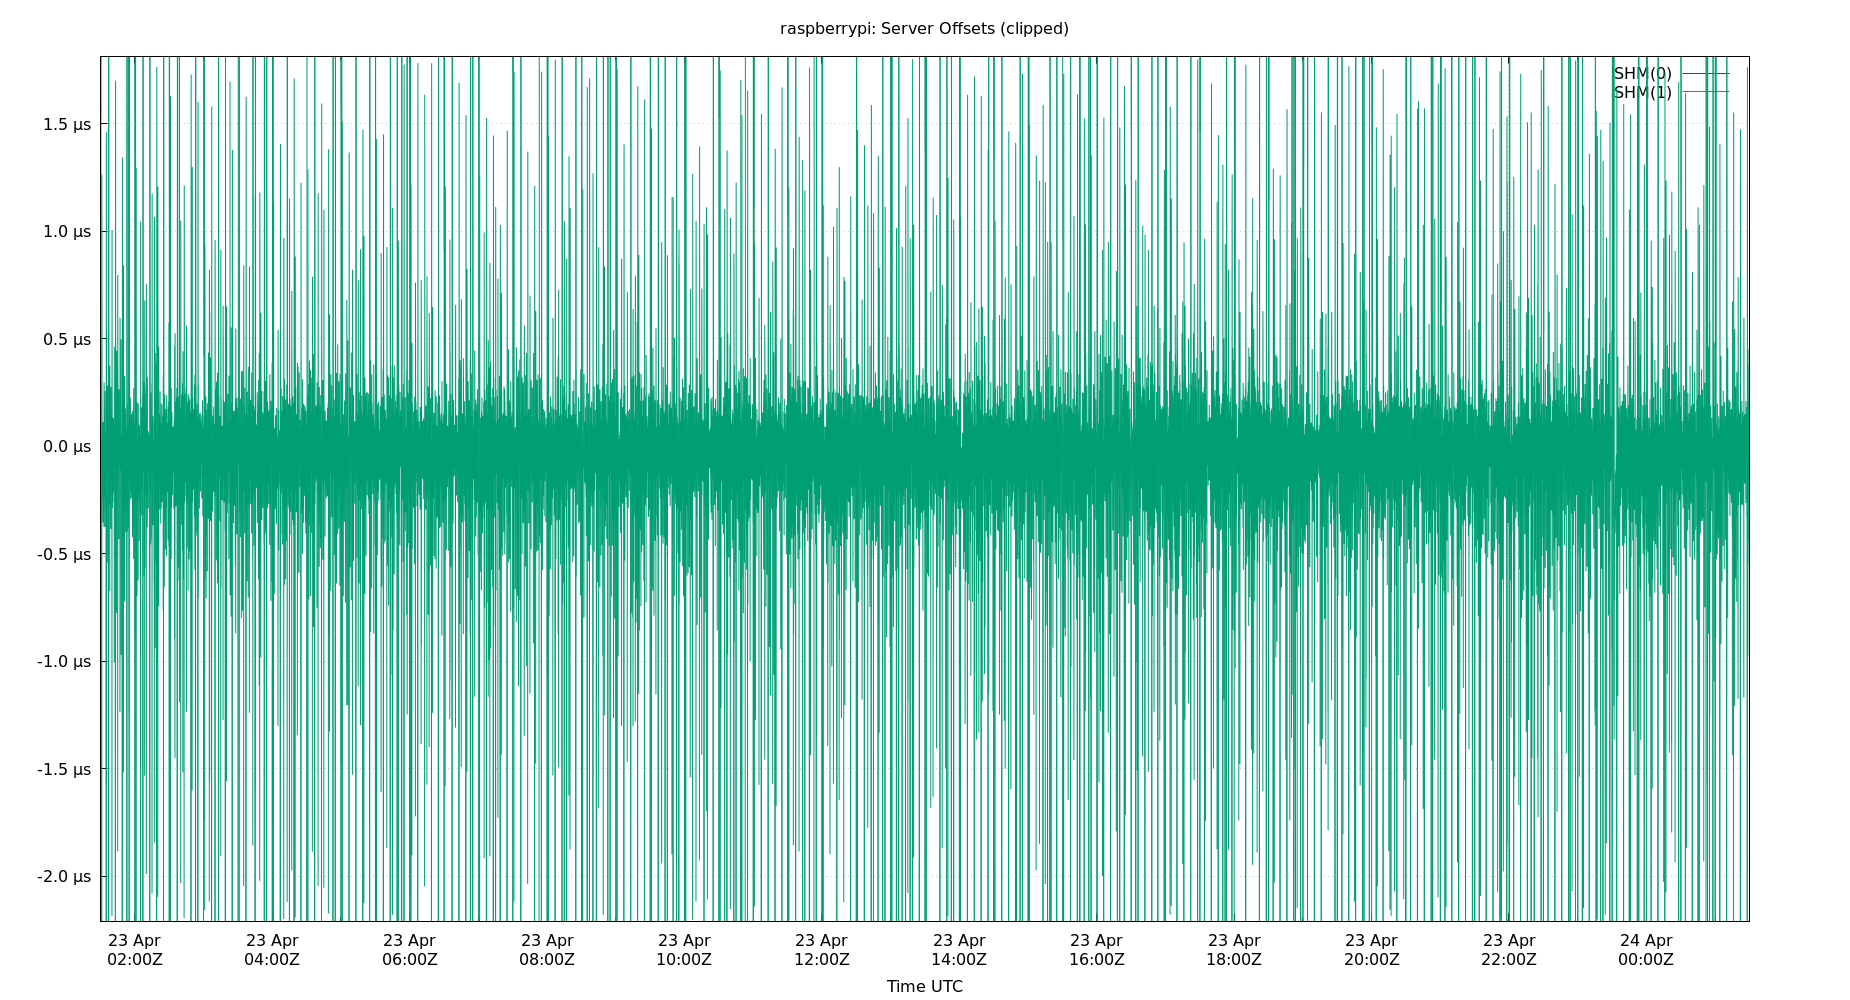 raspberrypi: Server Offsets (clipped)
SHM(0)
SHM(1)
1.5 µs
1.0 µs
0.5 µs
0.0 µs
-0.5 µs
-1.0 µs
-1.5 µs
-2.0 µs
23 Apr 23 Apr 23 Apr 23 Apr 23 Apr 23 Apr 23 Apr 23 Apr 23 Apr 23 Apr 23 Apr 24 Apr
02:00Z 04:00Z 06:00Z 08:00Z 10:00Z 12:00Z 14:00Z 16:00Z 18:00Z 20:00Z 22:00Z 00:00Z
Time UTC